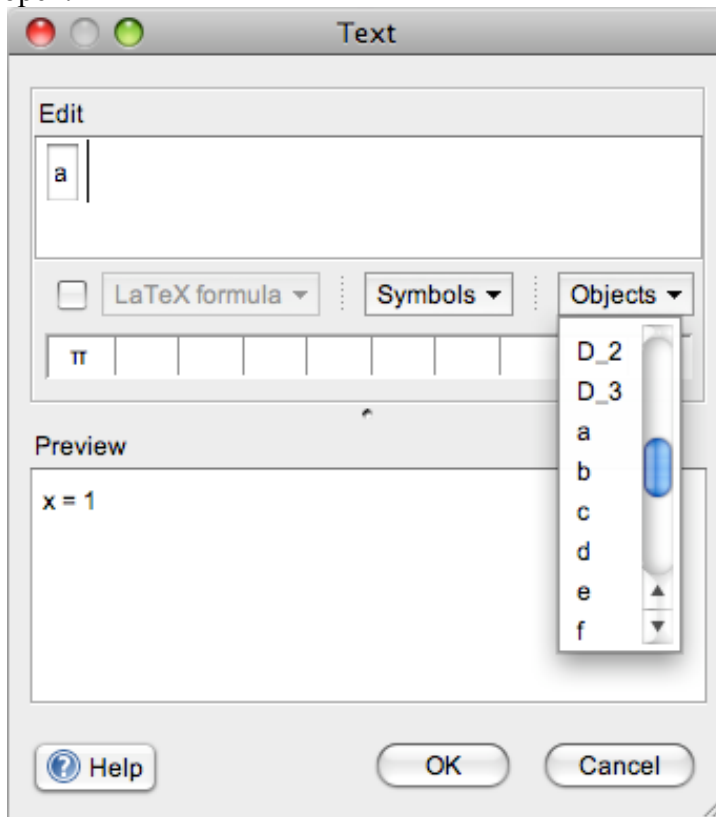 Text
Edit
a
LaTeX formula Symbols Objects
π
D_2
D_3
a
b
c
d
e
f
Preview
x = 1
Help OK Cancel